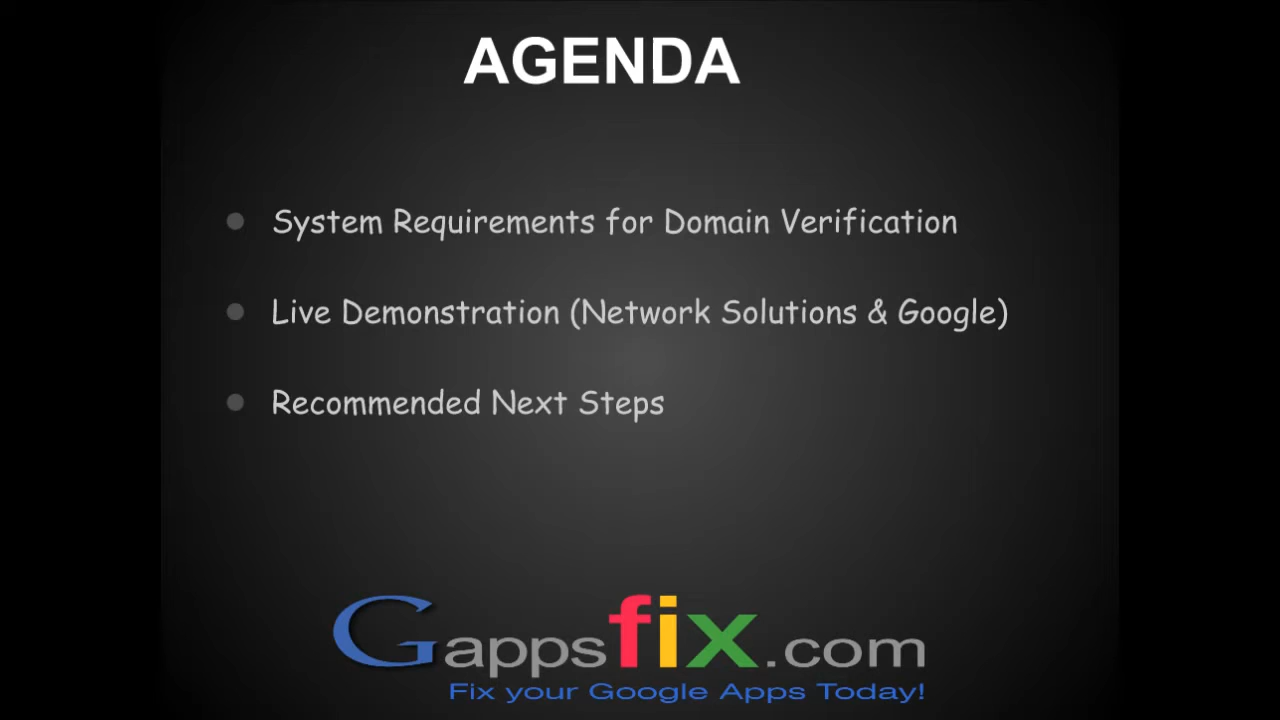 AGENDA
System Requirements for Domain Verification
Live Demonstration (Network Solutions & Google)
Recommended Next Steps
Gappsfix.com
Fix your Google Apps Today!